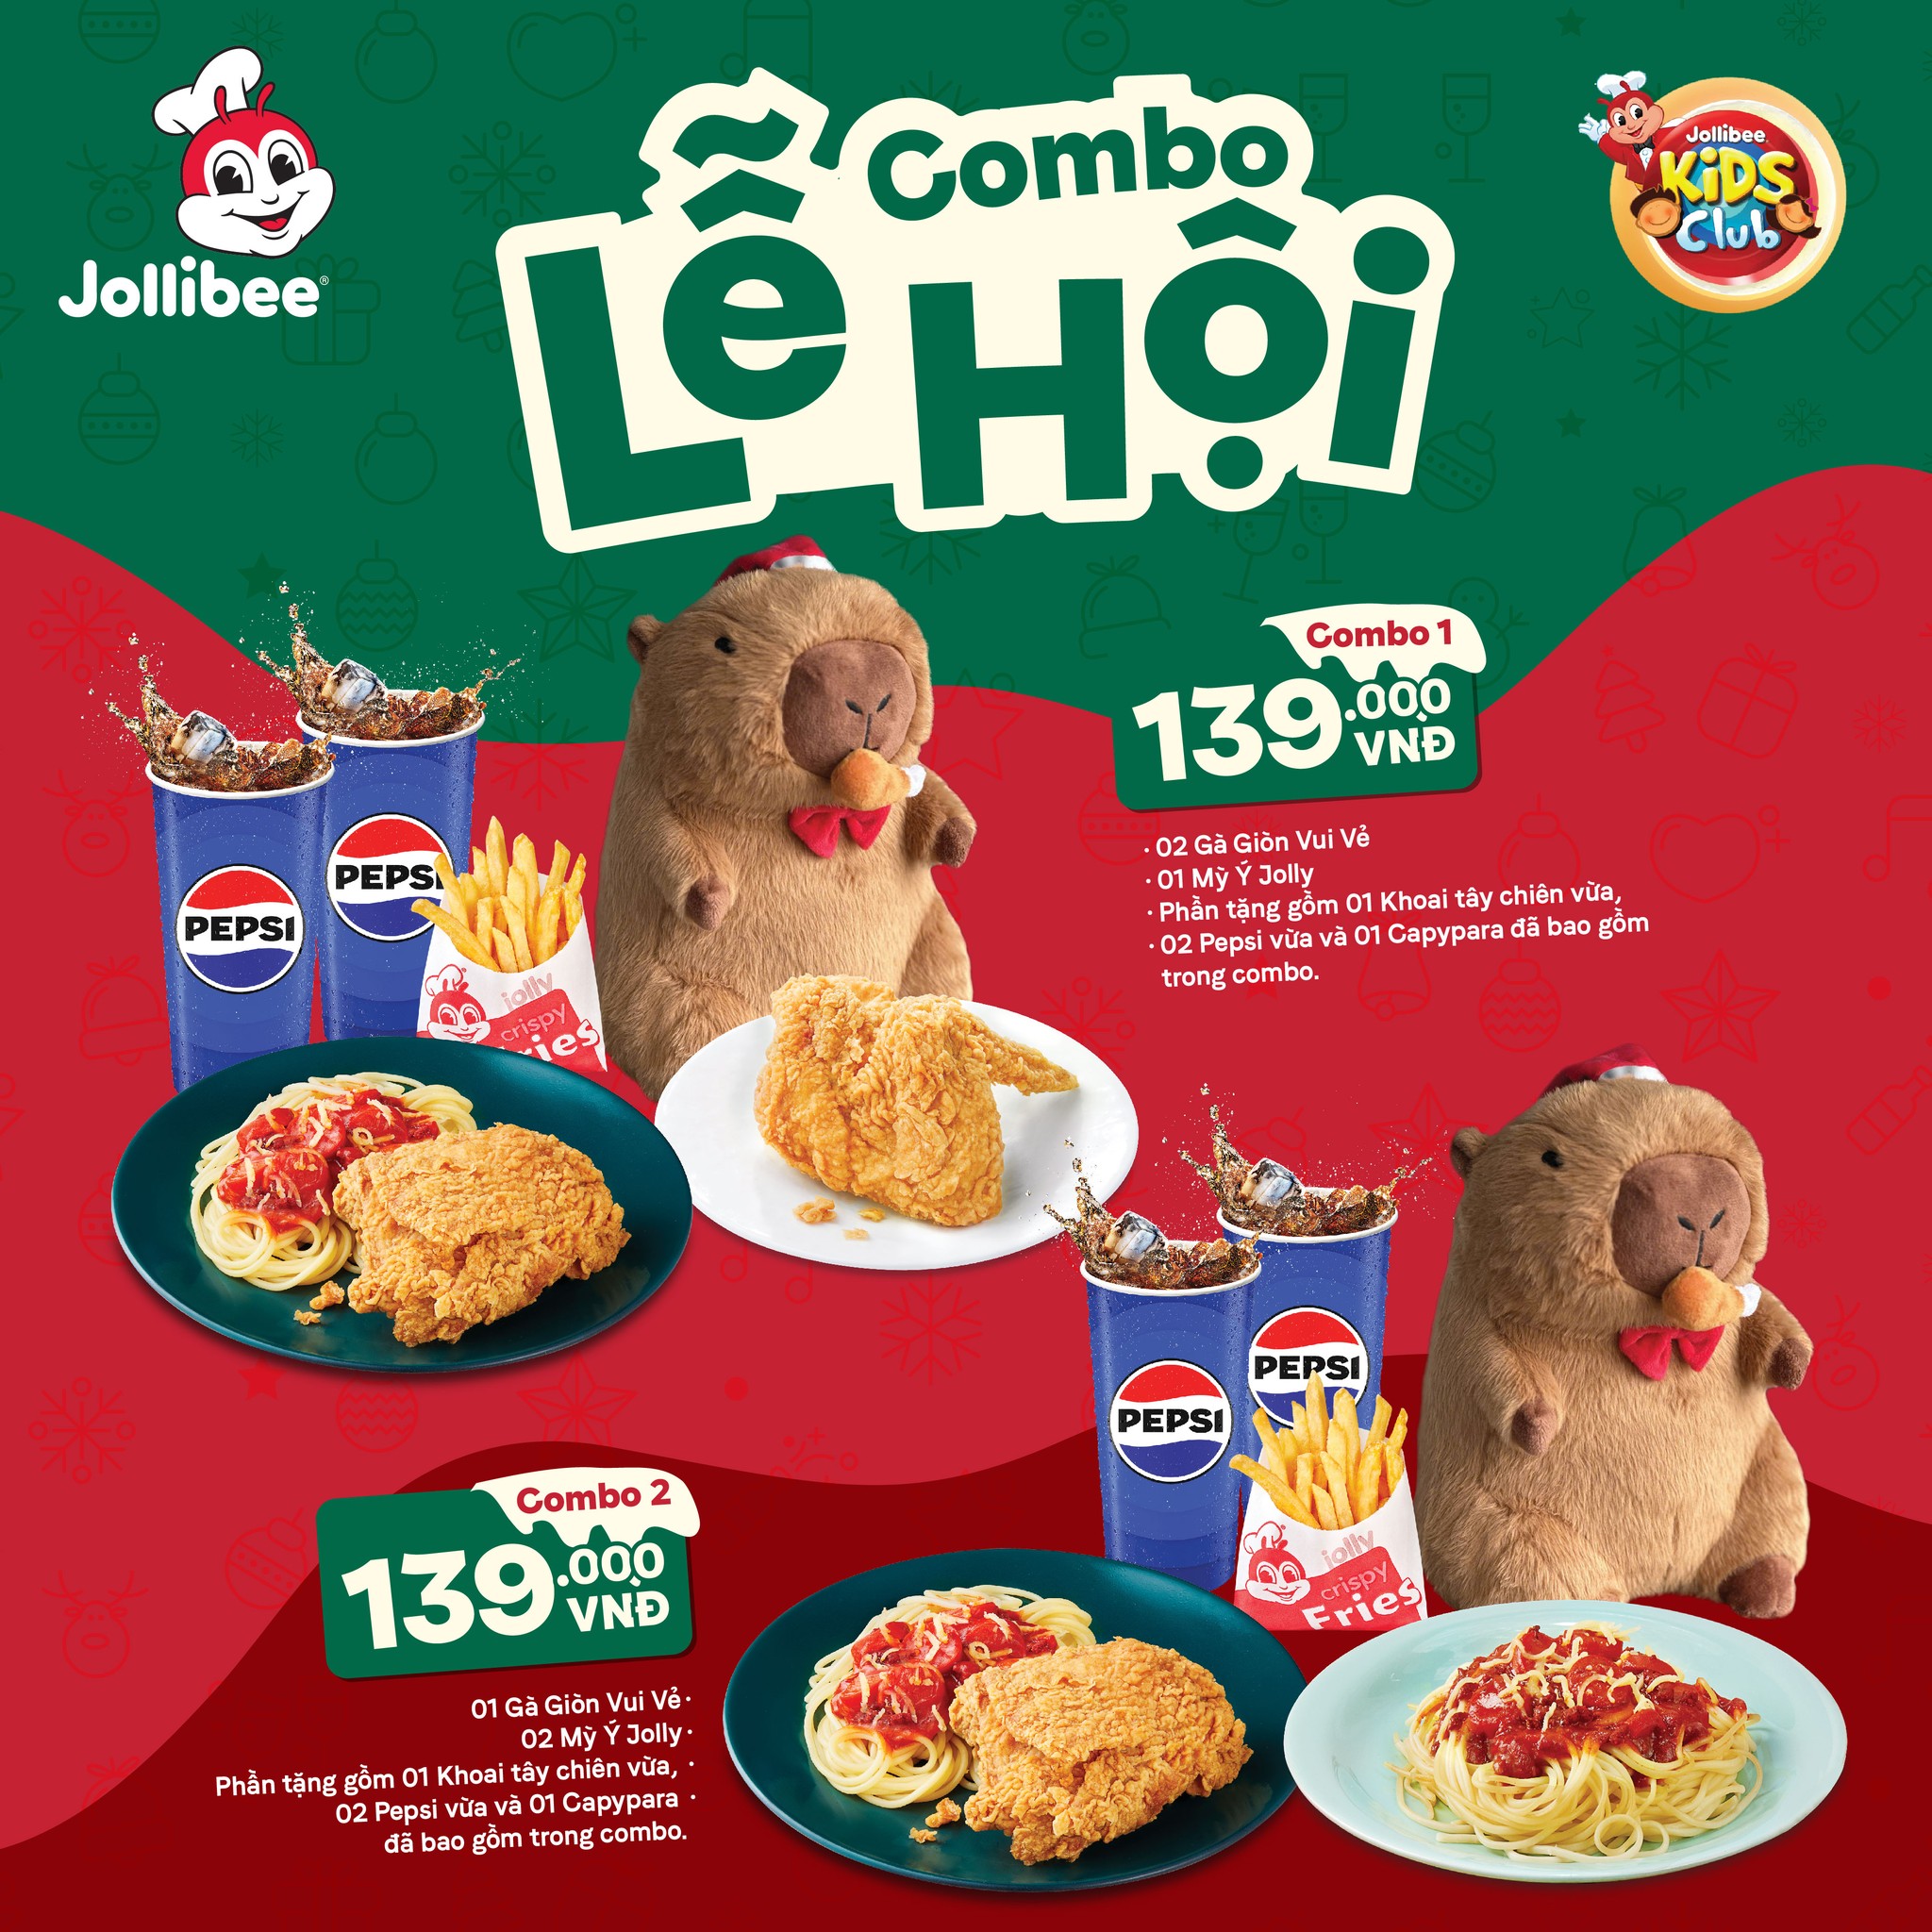 Jollibee
Combo
Lễ Hội
Jollibee
KiDS
Club
Combo 1
139.000
VNĐ
· 02 Gà Giòn Vui Vẻ
· 01 Mỳ Ý Jolly
· Phần tặng gồm 01 Khoai tây chiên vừa,
· 02 Pepsi vừa và 01 Capypara đã bao gồm
trong combo.
PEPSI
PEPSI
jolly
crispy
Fries
PEPSI
PEPSI
jolly
crispy
Fries
Combo 2
139.000
VNĐ
01 Gà Giòn Vui Vẻ ·
02 Mỳ Ý Jolly ·
Phần tặng gồm 01 Khoai tây chiên vừa, ·
02 Pepsi vừa và 01 Capypara ·
đã bao gồm trong combo.